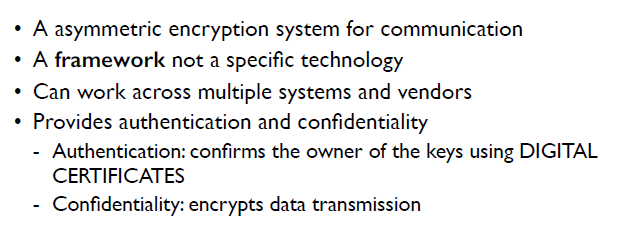 • A asymmetric encryption system for communication
• A framework not a specific technology
• Can work across multiple systems and vendors
• Provides authentication and confidentiality
- Authentication: confirms the owner of the keys using DIGITAL
CERTIFICATES
- Confidentiality: encrypts data transmission